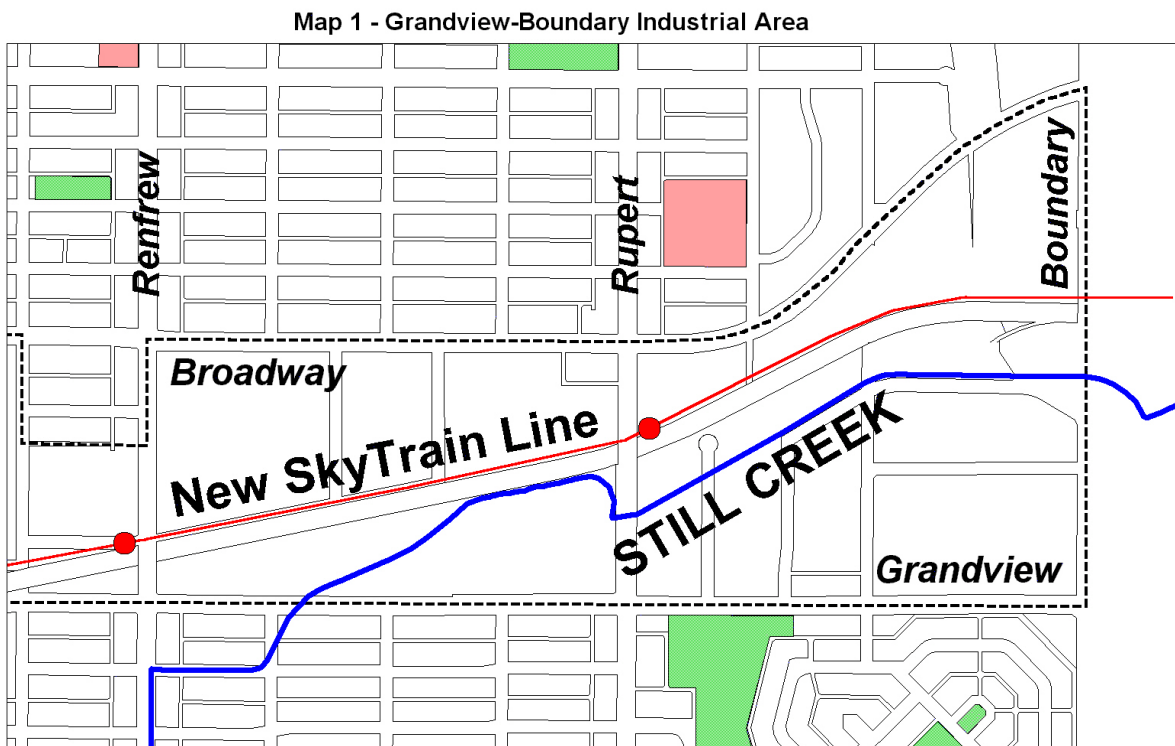 Map 1 - Grandview-Boundary Industrial Area
Renfrew
Rupert
Boundary
Broadway
New SkyTrain Line
STILL CREEK
Grandview